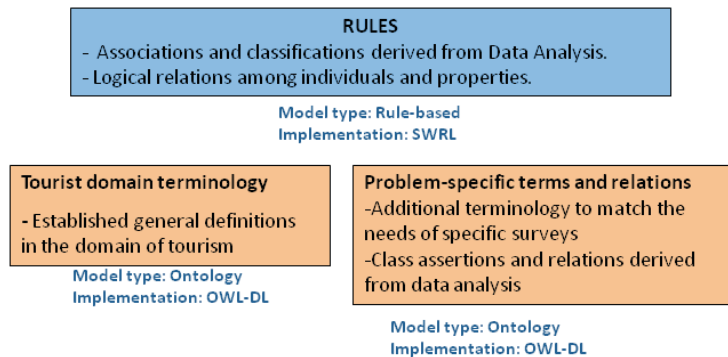 RULES
- Associations and classifications derived from Data Analysis.
- Logical relations among individuals and properties.
Model type: Rule-based
Implementation: SWRL
Tourist domain terminology
- Established general definitions
in the domain of tourism
Model type: Ontology
Implementation: OWL-DL
Problem-specific terms and relations
-Additional terminology to match the
needs of specific surveys
-Class assertions and relations derived
from data analysis
Model type: Ontology
Implementation: OWL-DL